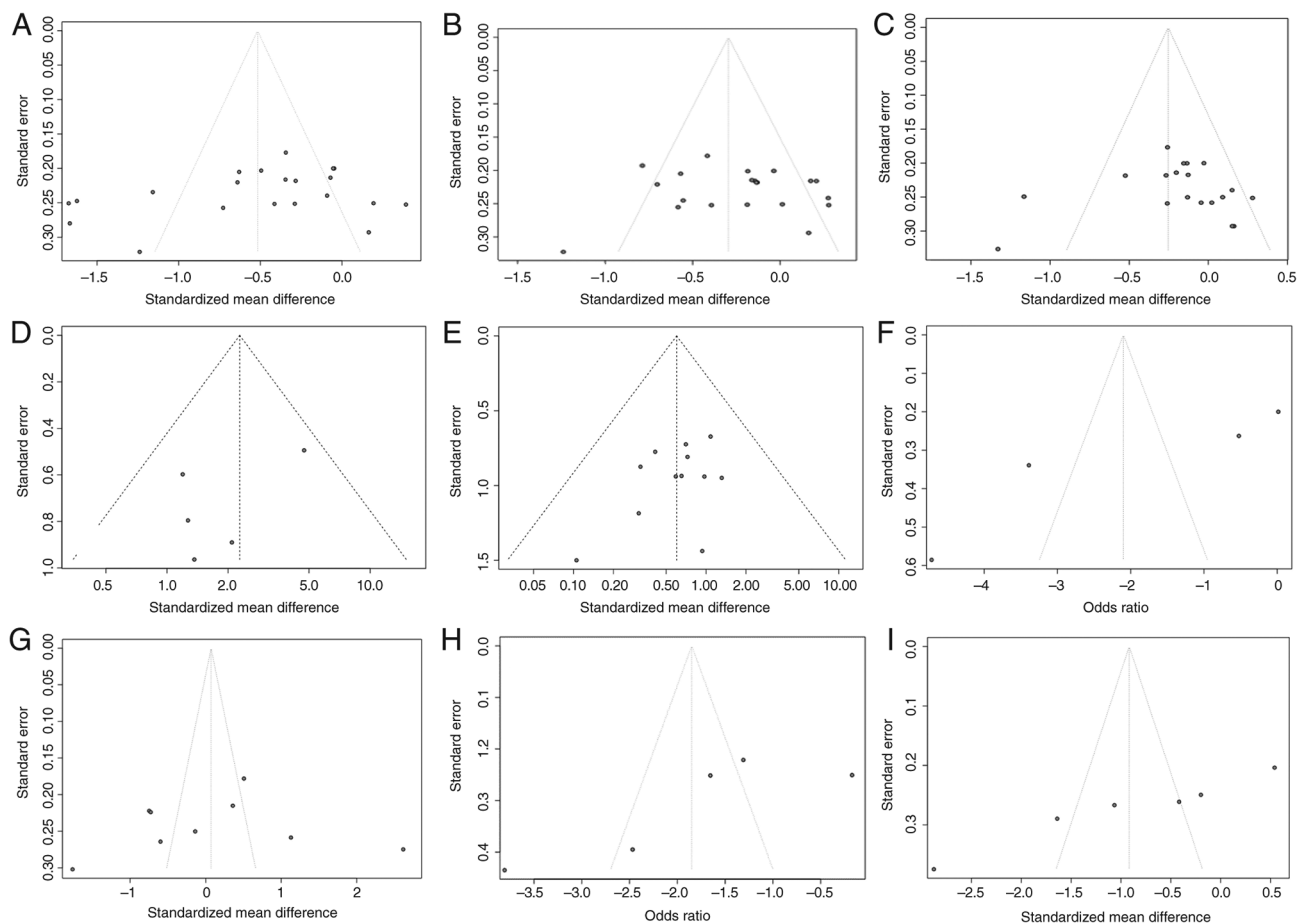 A
0.00
0.05
0.10
0.15
0.20
0.25
0.30
Standard error
−1.5 −1.0 −0.5 0.0
Standardized mean difference
B
0.00
0.05
0.10
0.15
0.20
0.25
0.30
Standard error
−1.5 −1.0 −0.5 0.0
Standardized mean difference
C
0.00
0.05
0.10
0.15
0.20
0.25
0.30
Standard error
−1.5 −1.0 −0.5 0.0 0.5
Standardized mean difference
D
0.0
0.2
0.4
0.6
0.8
1.0
Standard error
0.5 1.0 2.0 5.0 10.0
Standardized mean difference
E
0.0
0.5
1.0
1.5
Standard error
0.05 0.10 0.20 0.50 1.00 2.00 5.00 10.00
Standardized mean difference
F
0.0
0.1
0.2
0.3
0.4
0.5
0.6
Standard error
−4 −3 −2 −1 0
Odds ratio
G
0.00
0.05
0.10
0.15
0.20
0.25
0.30
Standard error
−1 0 1 2
Standardized mean difference
H
0.0
0.1
1.2
0.3
0.4
Standard error
−3.5 −3.0 −2.5 −2.0 −1.5 −1.0 −0.5
Odds ratio
I
0.0
0.1
0.2
0.3
Standard error
−2.5 −2.0 −1.5 −1.0 −0.5 0.0 0.5
Standardized mean difference